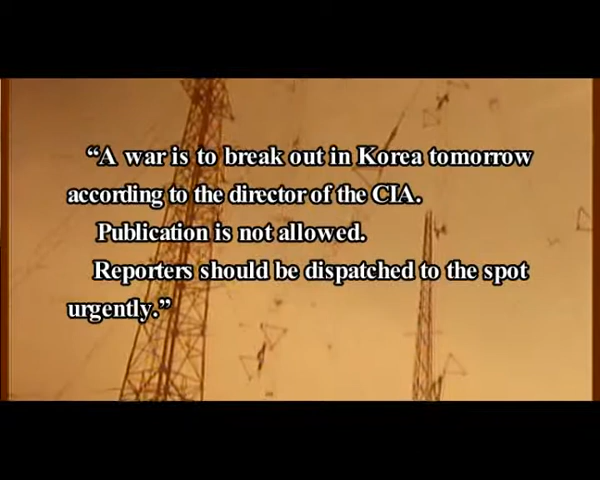 “A war is to break out in Korea tomorrow
according to the director of the CIA.
Publication is not allowed.
Reporters should be dispatched to the spot
urgently.”